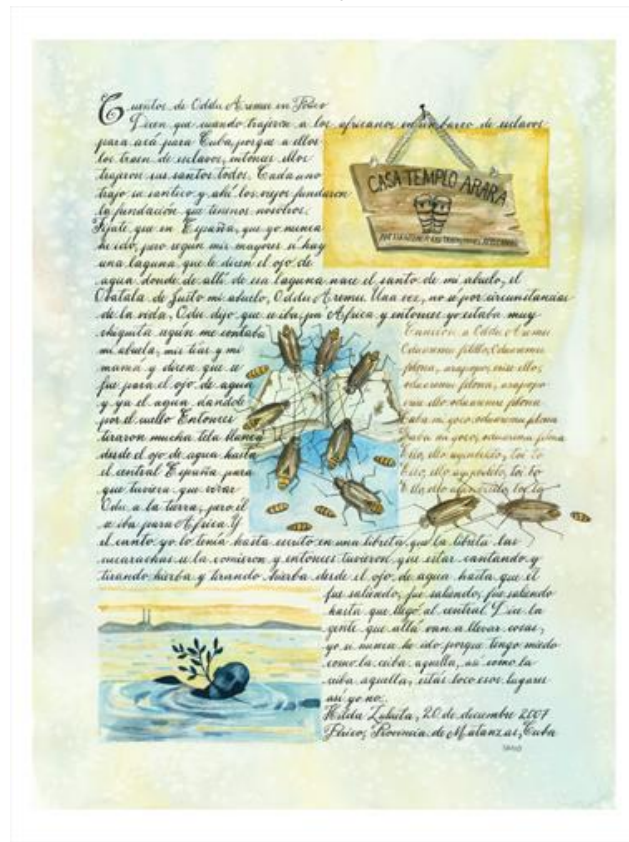 Cuentos de Oddu Aremu en Perico
Dicen que cuando trajeron a los africanos en un barco de esclavos
para acá para Cuba, porque a ellos
los traen de esclavos, entonces ellos
trajeron sus santos todos. Cada uno
trajo su santico y ahí los viejos fundaron
la fundación que tenemos nosotros.
Fíjate que en España, que yo nunca
he ido, pero según mis mayores sí hay
una laguna que le dicen el ojo de
agua donde de allí de esa laguna nace el santo de mi abuelo, el
Obatala de Justo mi abuelo, Oddu Aremu. Una vez, no sé por circunstancias
de la vida, Odu dijo que se iba pa África y entonces yo estaba muy
chiquita según me contaba
mi abuela, mis tías y mi
mamá y dicen que se
fue para el ojo de agua
y ya el agua dándole
por el cuello. Entonces
tiraron mucha tela blanca
desde el ojo de agua hasta
el central España para
que tuviera que virar
Odu a la tierra, pero él
se iba para África. Y
el canto yo lo tenía hasta escrito en una libreta que la libreta las
cucarachas se la comieron y entonces tuvieron que estar cantando y
tirando hierba y tirando hierba desde el ojo de agua hasta que él
fue saliendo, fue saliendo, fue saliendo
hasta que llegó al central. Dice la
gente que allá van a llevar cosas,
yo sí nunca he ido porque tengo miedo
como la ceiba aquella, así como la
ceiba aquella, estás loco esos lugares
así yo no.
Hilda Zulueta, 20 de diciembre 2007
Perico, Provincia de Matanzas, Cuba
CASA TEMPLO ARARA
Canción a Oddu Aremu